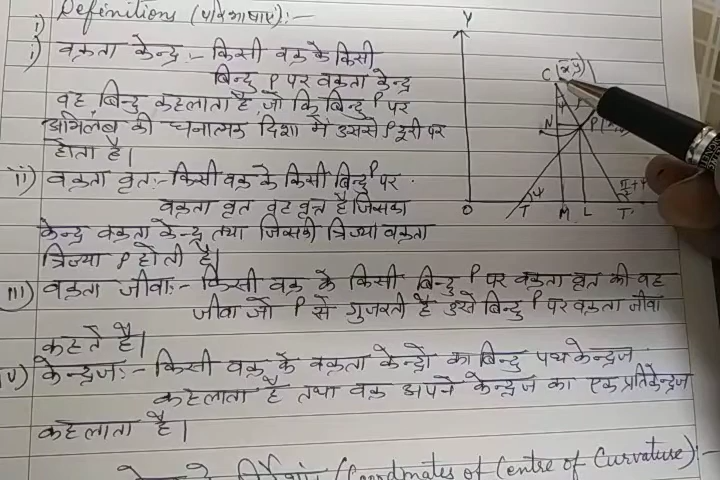 Definitions (परिभाषाएं):—
i) वक्रता केन्द्र:- किसी वक्र के किसी
बिन्दु P पर वक्रता केन्द्र
वह बिन्दु कहलाता है, जो कि बिन्दु P पर
अभिलंब की धनात्मक दिशा में उससे ρ दूरी पर
होता है।
ii) वक्रता वृत:- किसी वक्र के किसी बिन्दु P पर
वक्रता वृत वह वृत्त है जिसका
केन्द्र वक्रता केन्द्र तथा जिसकी त्रिज्या वक्रता
त्रिज्या ρ होती है।
iii) वक्रता जीवा:- किसी वक्र के किसी बिन्दु P पर वक्रता वृत की वह
जीवा जो P से गुजरती है उसे बिन्दु P पर वक्रता जीवा
कहते है।
iv) केन्द्रज:- किसी वक्र के वक्रता केन्द्रों का बिन्दु पथ केन्द्रज
कहलाता है तथा वक्र अपने केन्द्रज का एक प्रतिकेन्द्रज
कहलाता है।
(Coordinates of Centre of Curvature):—
Y
C (x̄, ȳ)
ψ
N
P
ψ
O T M L T'